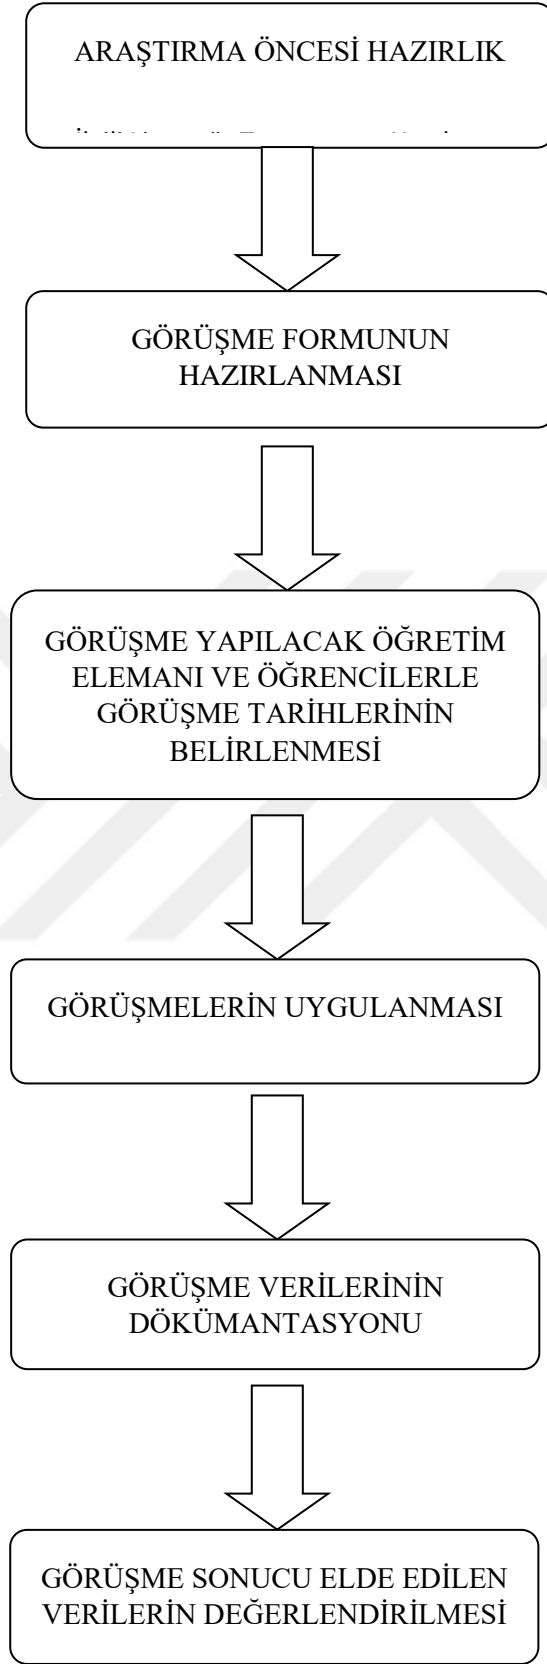 ARAŞTIRMA ÖNCESİ HAZIRLIK
GÖRÜŞME FORMUNUN
HAZIRLANMASI
GÖRÜŞME YAPILACAK ÖĞRETİM
ELEMANI VE ÖĞRENCİLERLE
GÖRÜŞME TARİHLERİNİN
BELİRLENMESİ
GÖRÜŞMELERİN UYGULANMASI
GÖRÜŞME VERİLERİNİN
DÖKÜMANTASYONU
GÖRÜŞME SONUCU ELDE EDİLEN
VERİLERİN DEĞERLENDİRİLMESİ